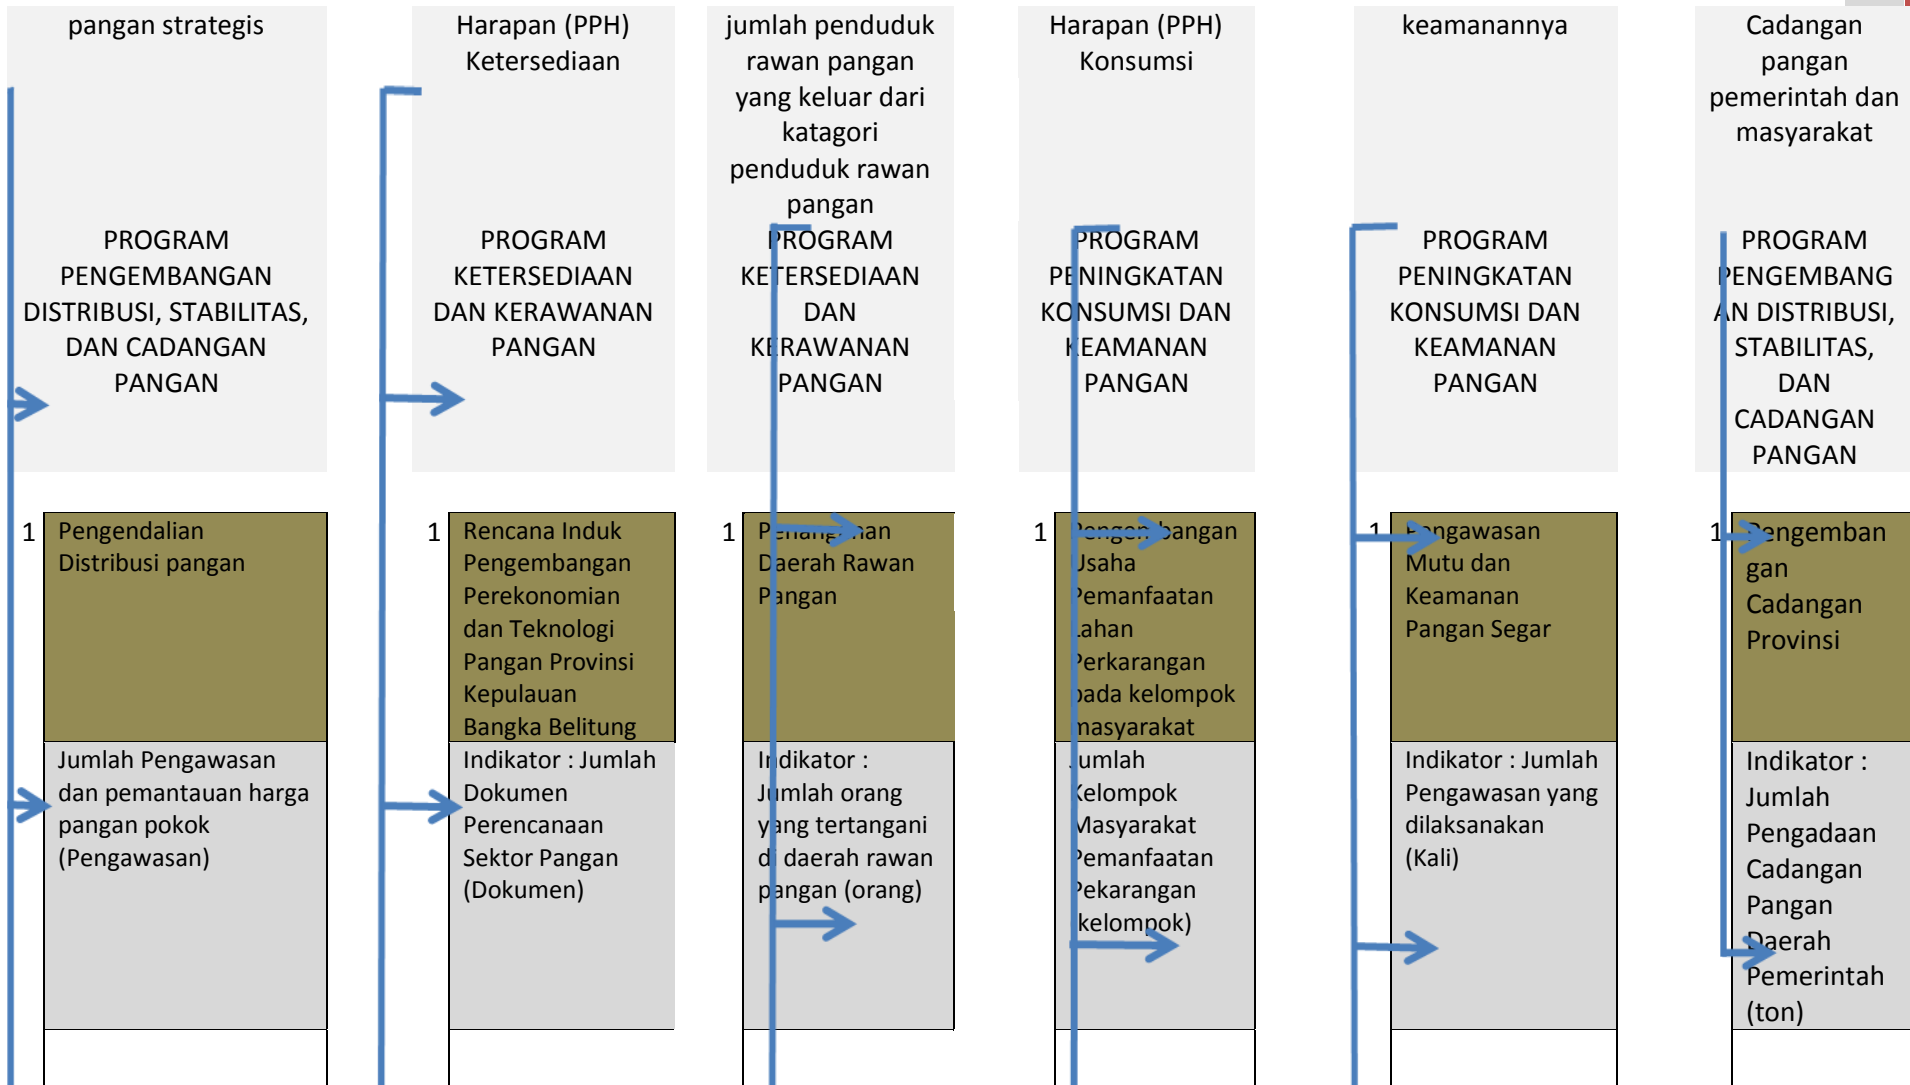 pangan strategis
Harapan (PPH)
Ketersediaan
jumlah penduduk
rawan pangan
yang keluar dari
katagori
penduduk rawan
pangan
Harapan (PPH)
Konsumsi
keamanannya
Cadangan
pangan
pemerintah dan
masyarakat
PROGRAM
PENGEMBANGAN
DISTRIBUSI, STABILITAS,
DAN CADANGAN
PANGAN
PROGRAM
KETERSEDIAAN
DAN KERAWANAN
PANGAN
PROGRAM
KETERSEDIAAN
DAN
KERAWANAN
PANGAN
PROGRAM
PENINGKATAN
KONSUMSI DAN
KEAMANAN
PANGAN
PROGRAM
PENINGKATAN
KONSUMSI DAN
KEAMANAN
PANGAN
PROGRAM
PENGEMBANG
AN DISTRIBUSI,
STABILITAS,
DAN
CADANGAN
PANGAN
1 Pengendalian
Distribusi pangan
1 Rencana Induk
Pengembangan
Perekonomian
dan Teknologi
Pangan Provinsi
Kepulauan
Bangka Belitung
1 Penanganan
Daerah Rawan
Pangan
1 Pengembangan
Usaha
Pemanfaatan
Lahan
Perkarangan
pada kelompok
masyarakat
1 Pengawasan
Mutu dan
Keamanan
Pangan Segar
1 Pengemban
gan
Cadangan
Provinsi
Jumlah Pengawasan
dan pemantauan harga
pangan pokok
(Pengawasan)
Indikator : Jumlah
Dokumen
Perencanaan
Sektor Pangan
(Dokumen)
Indikator :
Jumlah orang
yang tertangani
di daerah rawan
pangan (orang)
Jumlah
Kelompok
Masyarakat
Pemanfaatan
Pekarangan
(kelompok)
Indikator : Jumlah
Pengawasan yang
dilaksanakan
(Kali)
Indikator :
Jumlah
Pengadaan
Cadangan
Pangan
Daerah
Pemerintah
(ton)